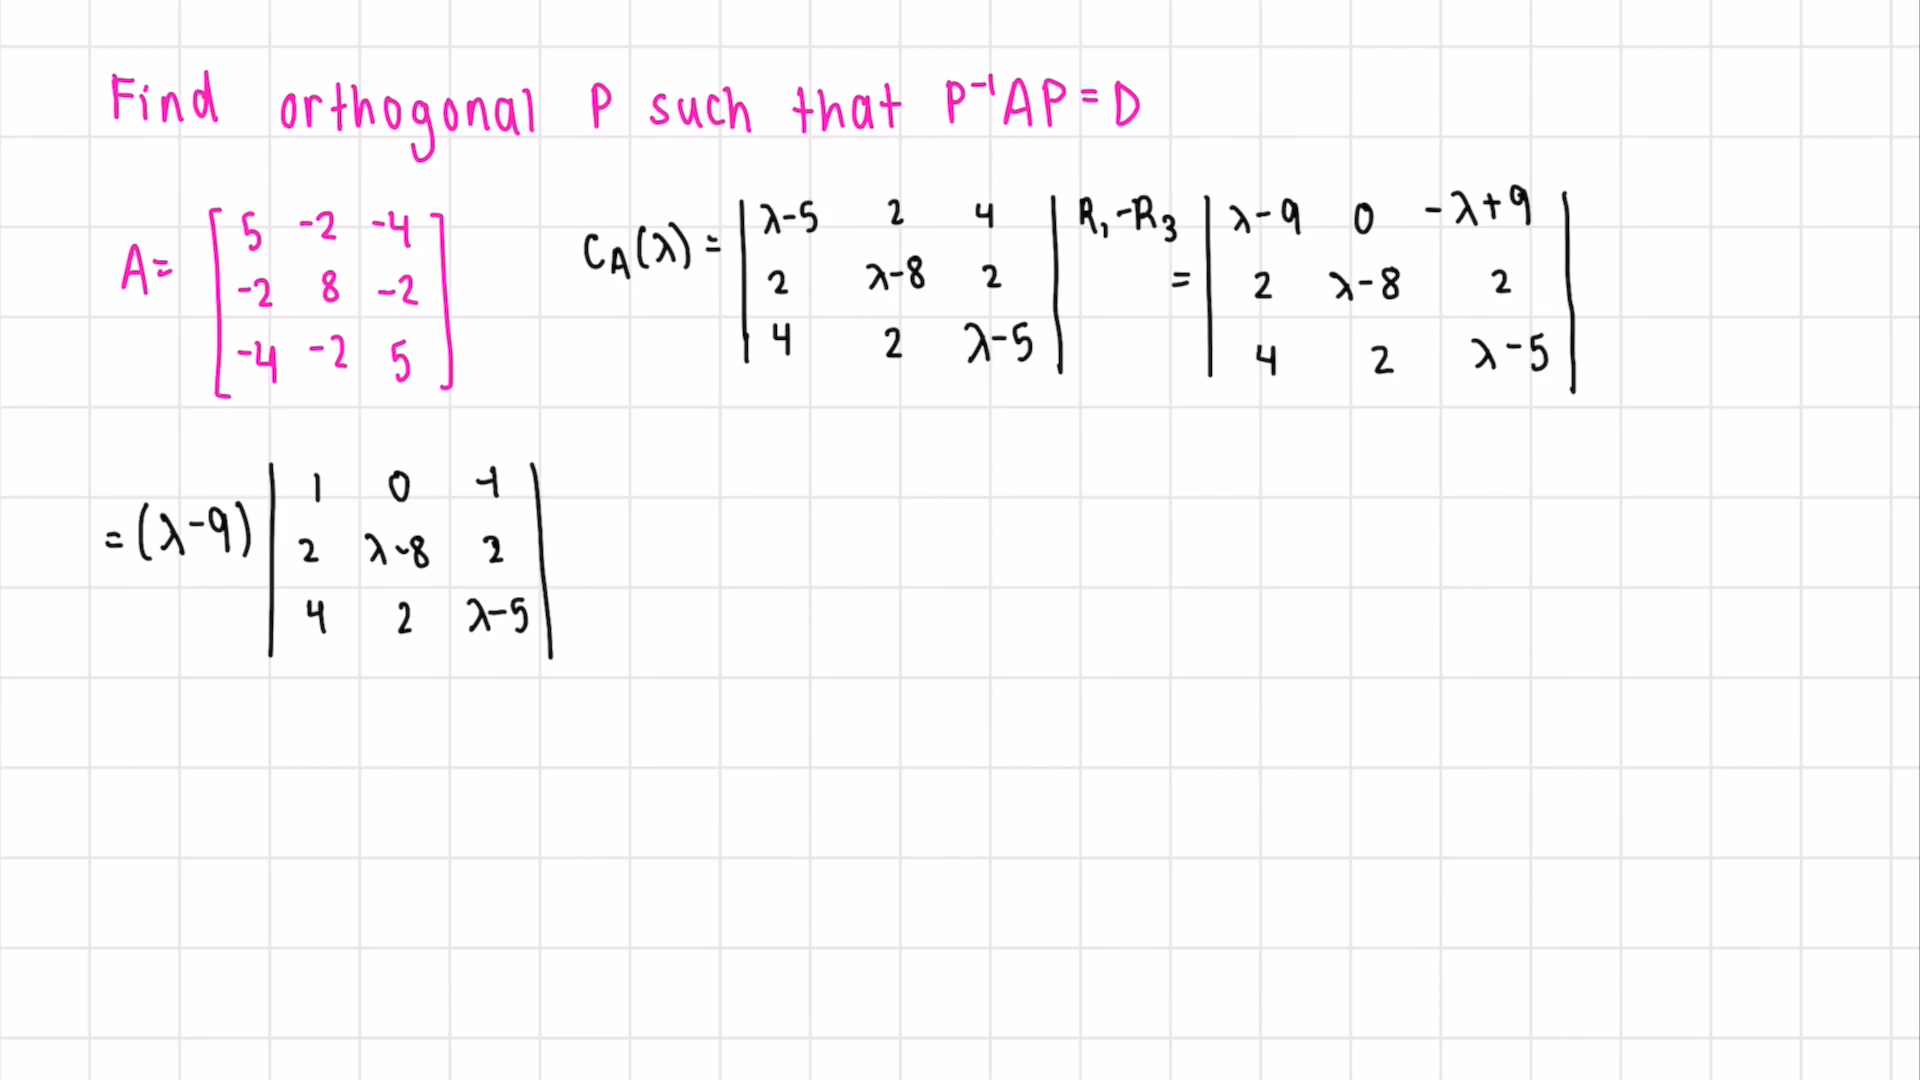 Find orthogonal P such that P⁻¹AP=D
A= [ 5 -2 -4
-2 8 -2
-4 -2 5 ]
C_A(λ) = | λ-5 2 4
2 λ-8 2
4 2 λ-5 |
R₁-R₃
= | λ-9 0 -λ+9
2 λ-8 2
4 2 λ-5 |
= (λ-9) | 1 0 -1
2 λ-8 2
4 2 λ-5 |